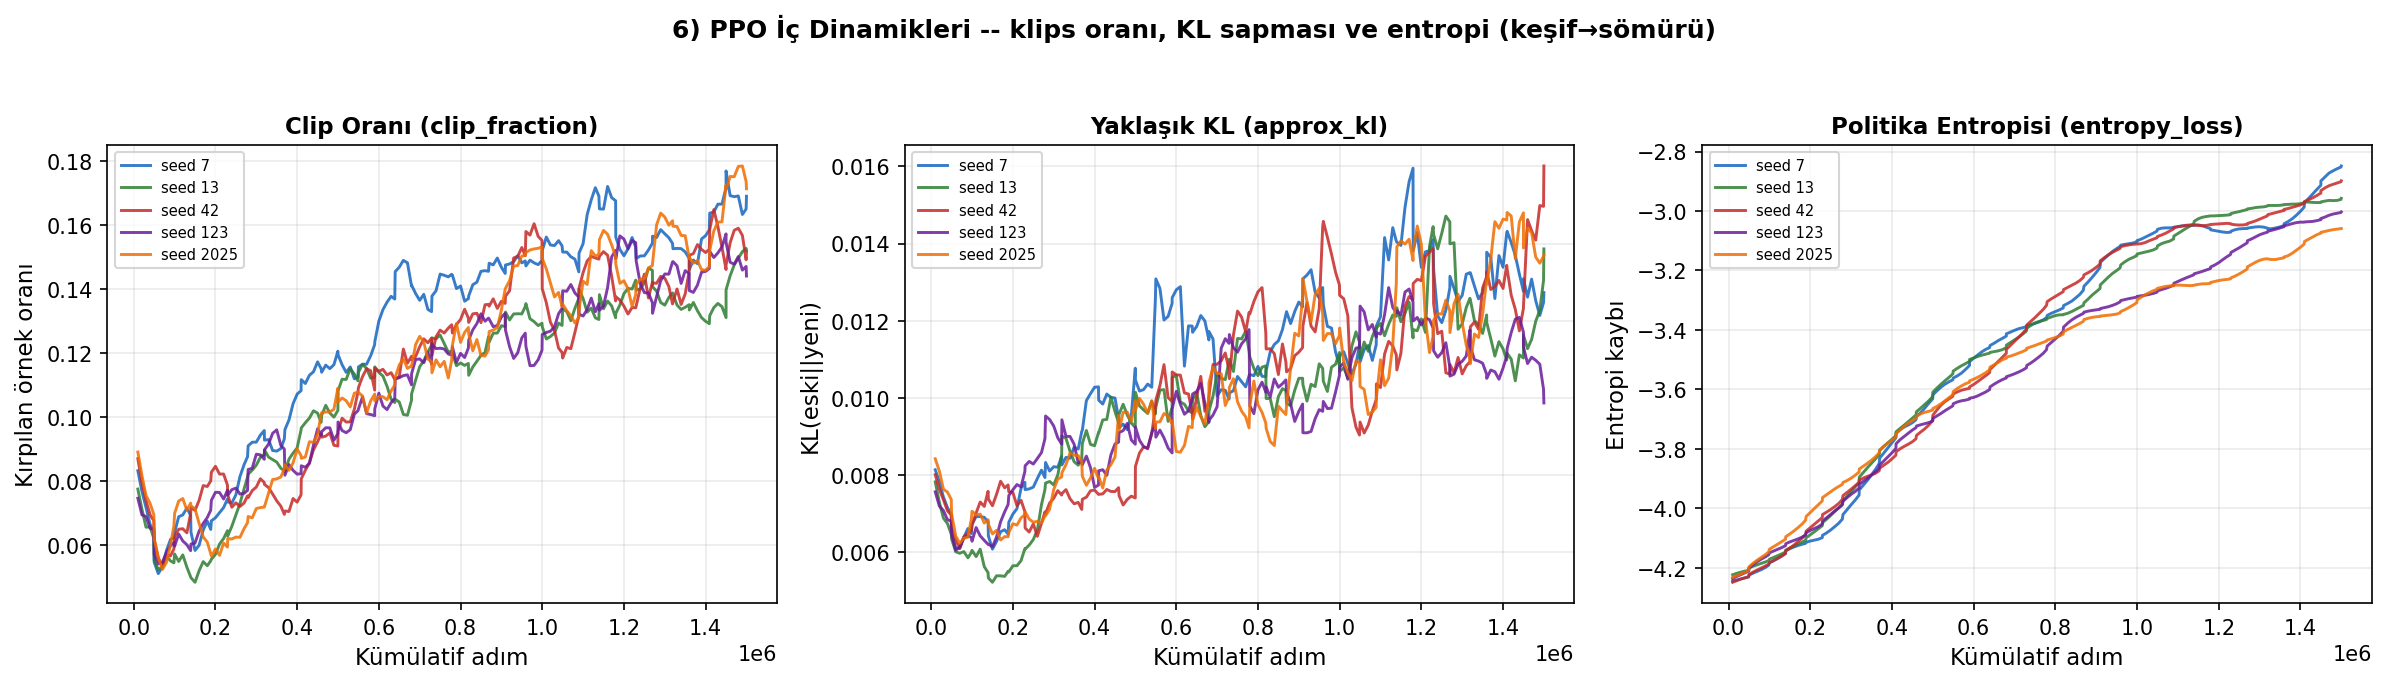 6) PPO İç Dinamikleri -- klips oranı, KL sapması ve entropi (keşif→sömürü)
Clip Oranı (clip_fraction)
Kırpılan örnek oranı
0.18
0.16
0.14
0.12
0.10
0.08
0.06
seed 7
seed 13
seed 42
seed 123
seed 2025
0.0 0.2 0.4 0.6 0.8 1.0 1.2 1.4
1e6
Kümülatif adım
Yaklaşık KL (approx_kl)
KL(eski||yeni)
0.016
0.014
0.012
0.010
0.008
0.006
seed 7
seed 13
seed 42
seed 123
seed 2025
0.0 0.2 0.4 0.6 0.8 1.0 1.2 1.4
1e6
Kümülatif adım
Politika Entropisi (entropy_loss)
Entropi kaybı
−2.8
−3.0
−3.2
−3.4
−3.6
−3.8
−4.0
−4.2
seed 7
seed 13
seed 42
seed 123
seed 2025
0.0 0.2 0.4 0.6 0.8 1.0 1.2 1.4
1e6
Kümülatif adım